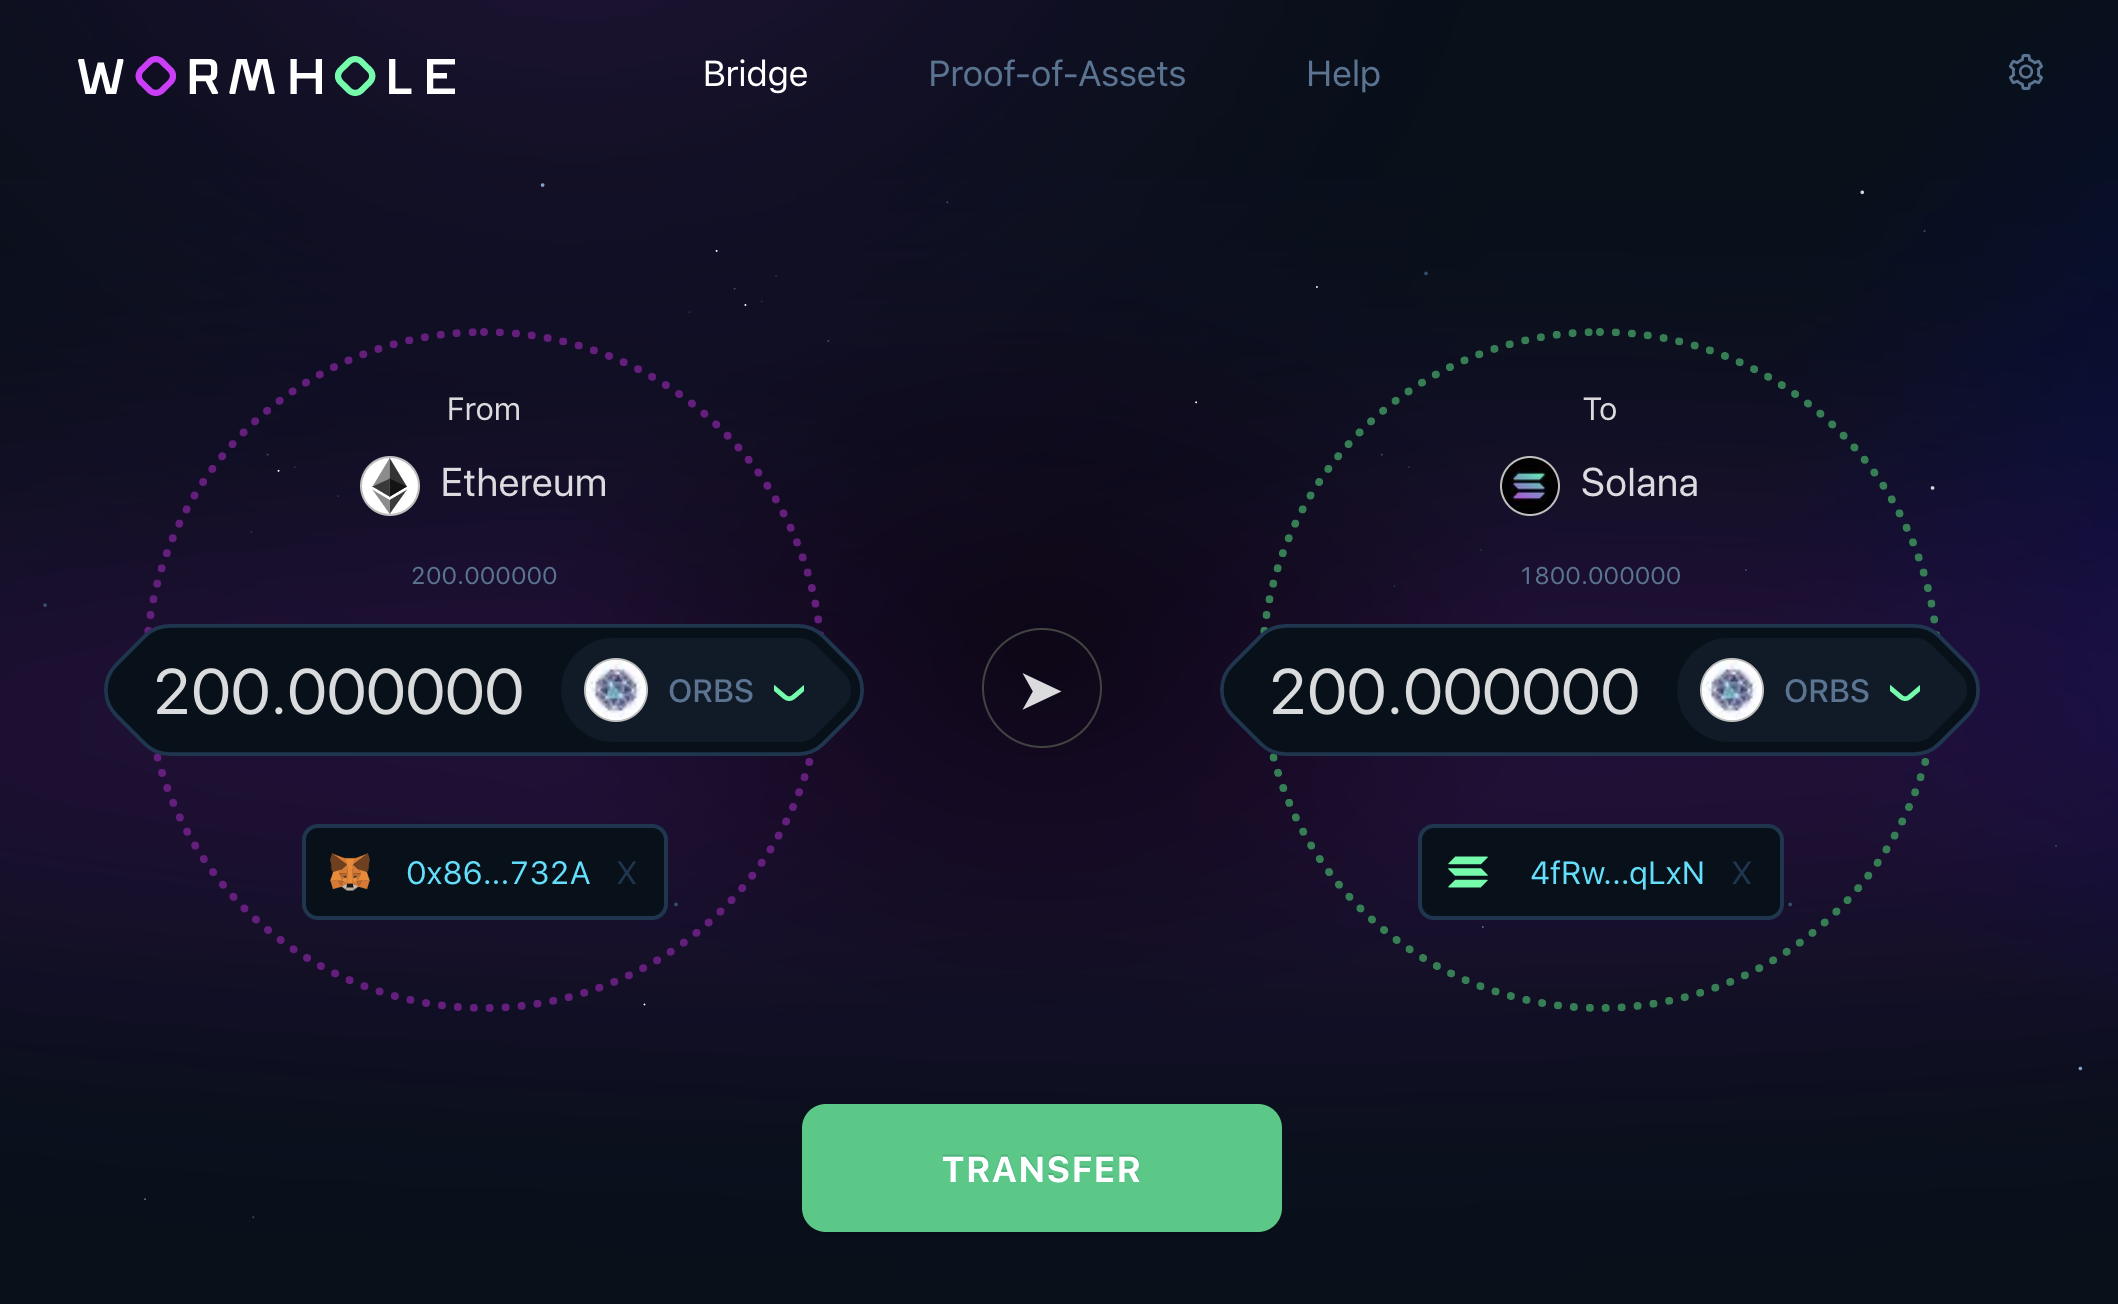 WORMHOLE
Bridge
Proof-of-Assets
Help
From
Ethereum
200.000000
200.000000 ORBS
0x86...732A X
To
Solana
1800.000000
200.000000 ORBS
4fRw...qLxN X
TRANSFER